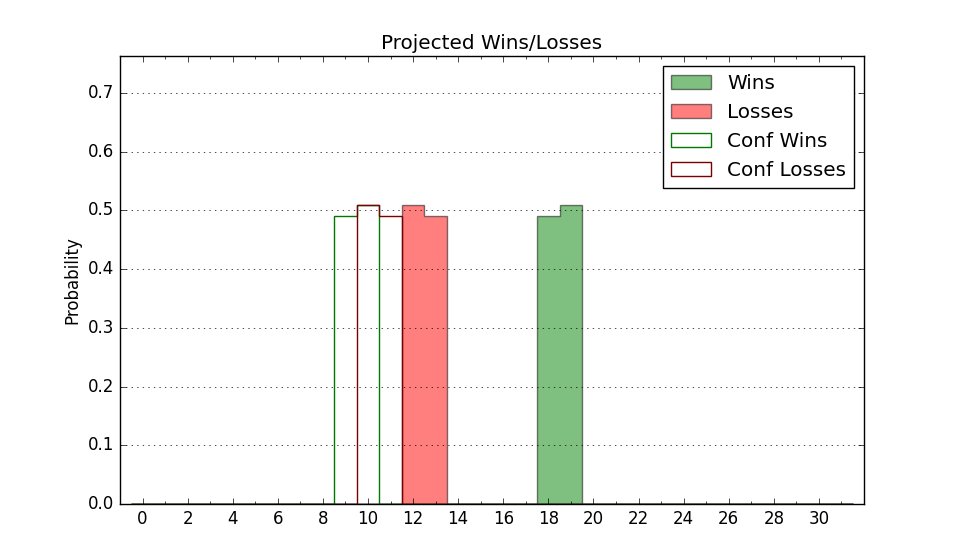 Projected Wins/Losses
Wins
Losses
Conf Wins
Conf Losses
Probability
0.7
0.6
0.5
0.4
0.3
0.2
0.1
0.0
0 2 4 6 8 10 12 14 16 18 20 22 24 26 28 30